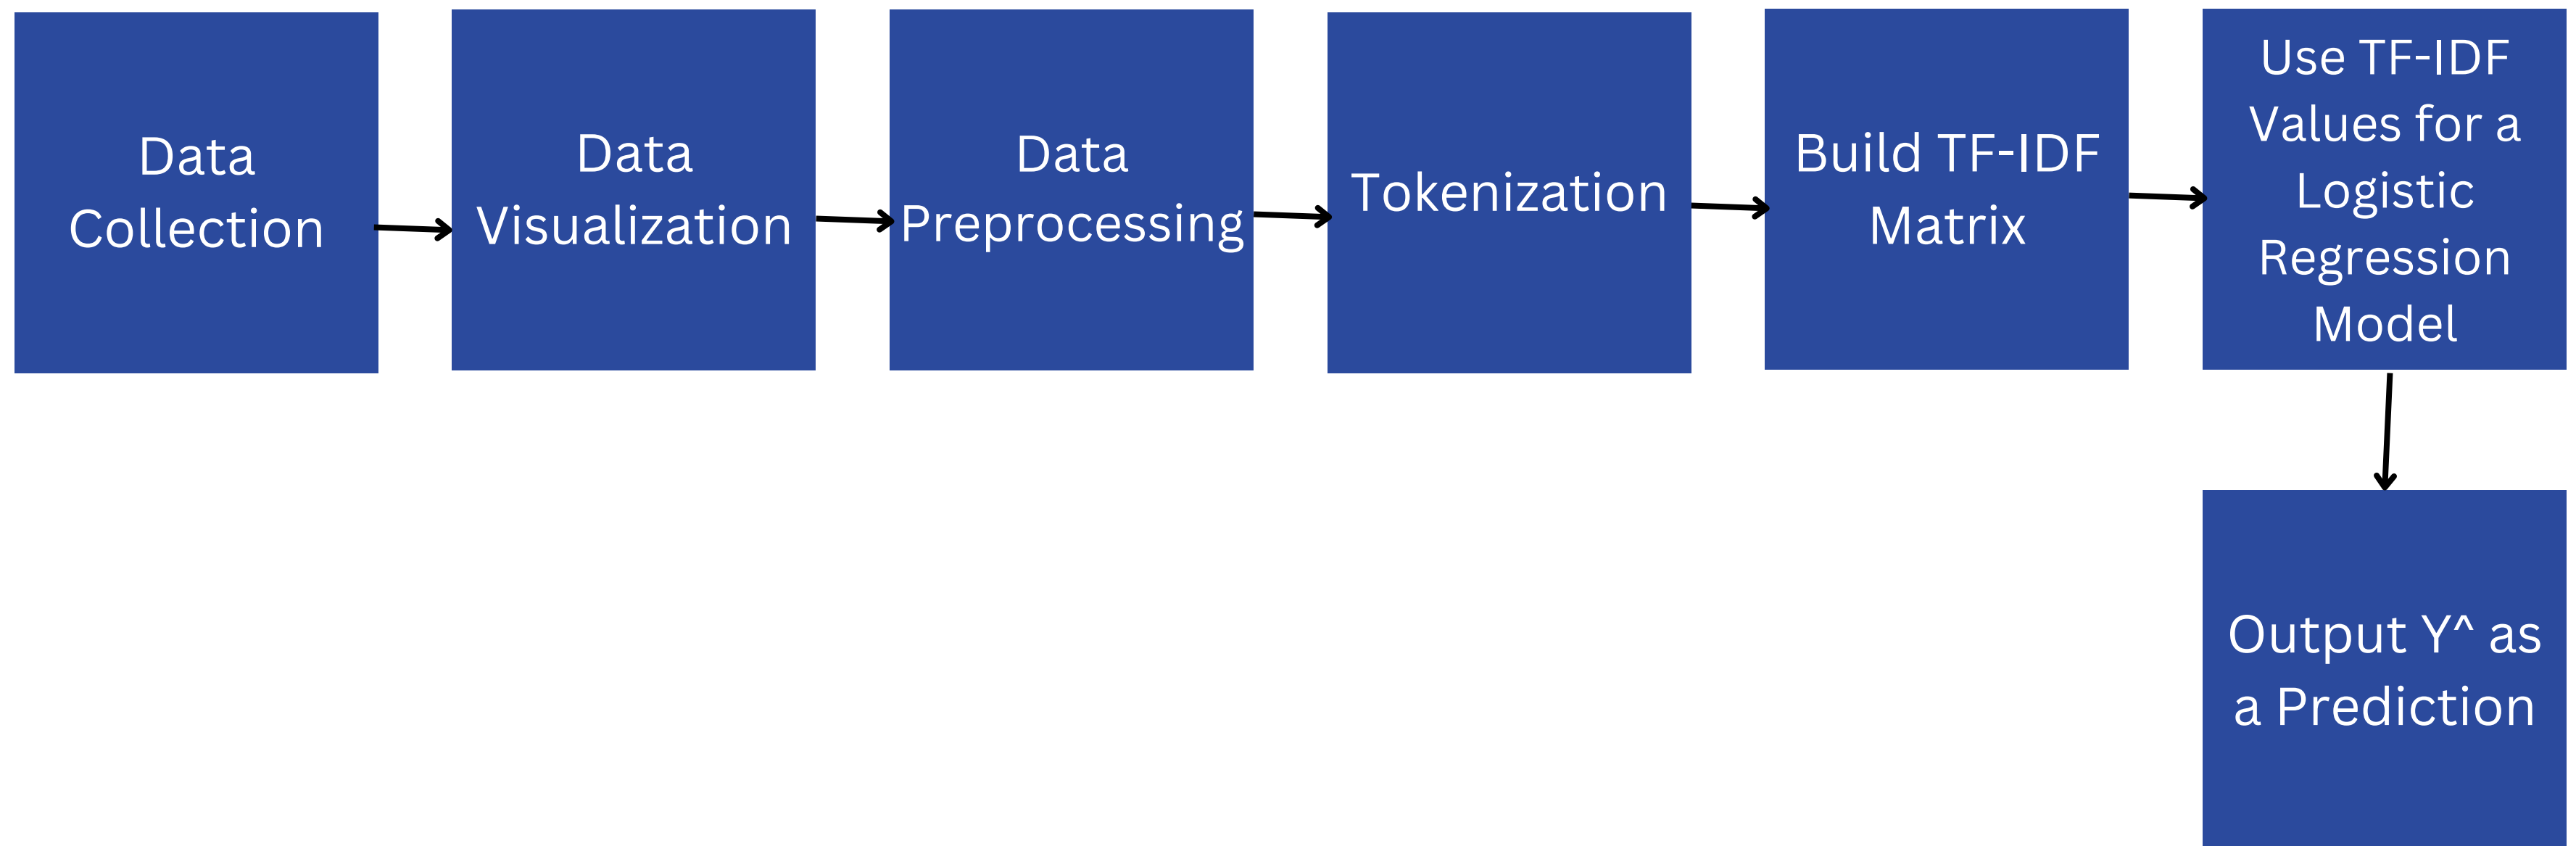 Data
Collection
Data
Visualization
Data
Preprocessing
Tokenization
Build TF-IDF
Matrix
Use TF-IDF
Values for a
Logistic
Regression
Model
Output Y^ as
a Prediction